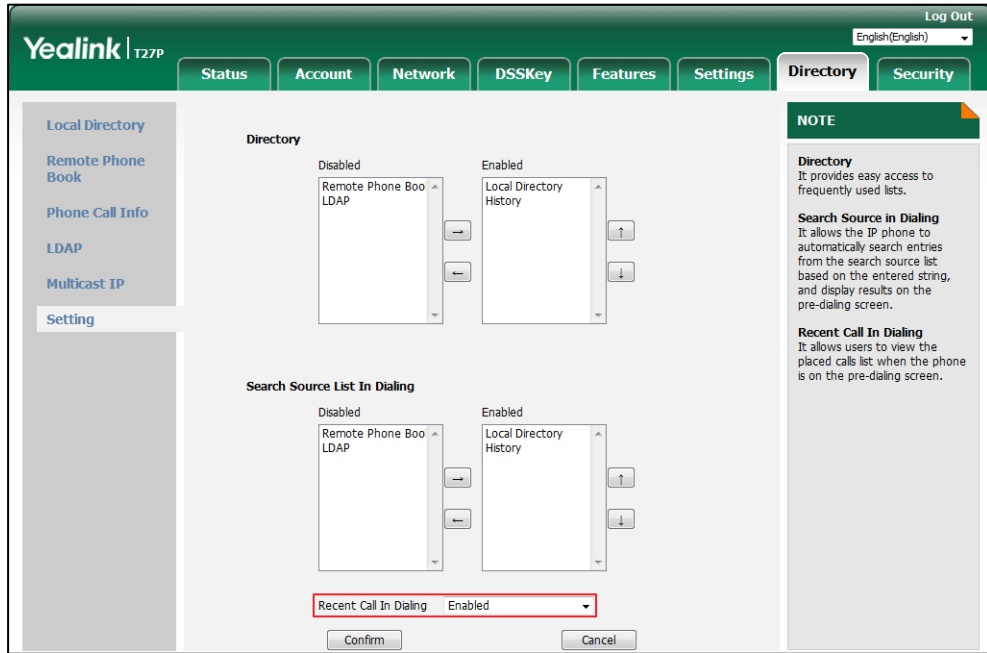 Log Out
Yealink | T27P
English(English)
Status Account Network DSSKey Features Settings Directory Security
Local Directory
Remote Phone
Book
Phone Call Info
LDAP
Multicast IP
Setting
Directory
Disabled Enabled
Remote Phone Boo
LDAP
Local Directory
History
→
←
↑
↓
Search Source List In Dialing
Disabled Enabled
Remote Phone Boo
LDAP
Local Directory
History
→
←
↑
↓
Recent Call In Dialing Enabled
Confirm Cancel
NOTE
Directory
It provides easy access to
frequently used lists.
Search Source in Dialing
It allows the IP phone to
automatically search entries
from the search source list
based on the entered string,
and display results on the
pre-dialing screen.
Recent Call In Dialing
It allows users to view the
placed calls list when the phone
is on the pre-dialing screen.